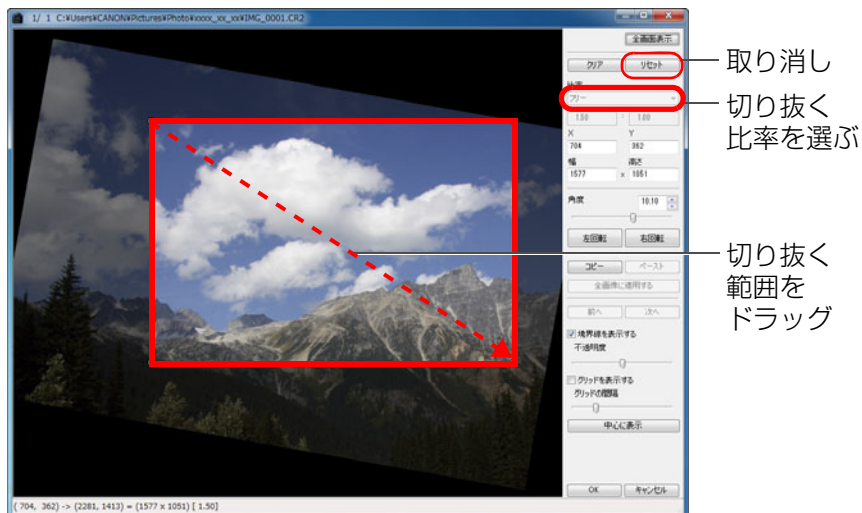 1/ 1 C:¥Users¥CANON¥Pictures¥Photo¥xxxx_xx_xx¥IMG_0001.CR2
全画面表示
クリア リセット
取り消し
比率
フリー
切り抜く
比率を選ぶ
1.50 : 1.00
X Y
704 362
幅 高さ
1577 x 1051
角度 10.10
左回転 右回転
コピー ペースト
切り抜く
範囲を
ドラッグ
全画像に適用する
前へ 次へ
境界線を表示する
不透明度
グリッドを表示する
グリッドの間隔
中心に表示
OK キャンセル
( 704, 362) -> (2281, 1413) = (1577 x 1051) [ 1.50]